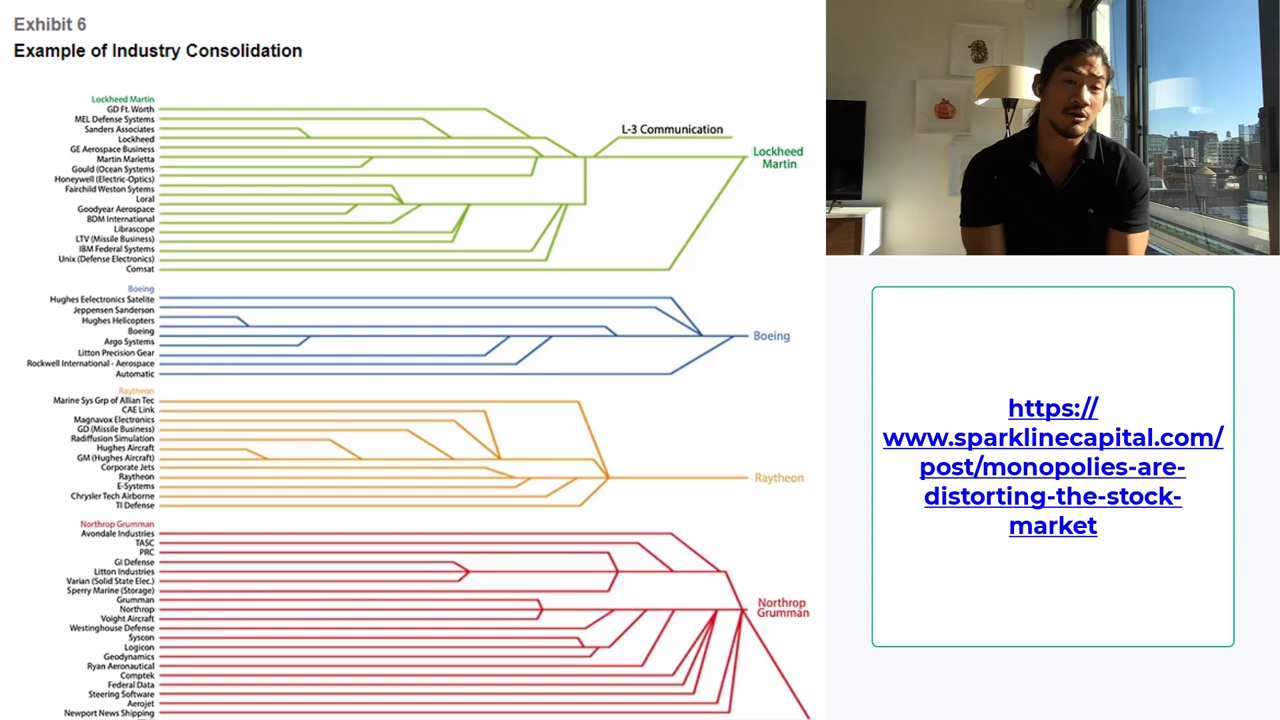 Exhibit 6
Example of Industry Consolidation
Lockheed Martin
GD Ft. Worth
MEL Defense Systems
Sanders Associates
Lockheed
GE Aerospace Business
Martin Marietta
Gould (Ocean Systems
Honeywell (Electric-Optics)
Fairchild Weston Sytems
Loral
Goodyear Aerospace
BDM International
Librascope
LTV (Missile Business)
IBM Federal Systems
Unix (Defense Electronics)
Comsat
L-3 Communication
Lockheed
Martin
Boeing
Hughes Eelectronics Satelite
Jeppensen Sanderson
Hughes Helicopters
Boeing
Argo Systems
Litton Precision Gear
Rockwell International - Aerospace
Automatic
Boeing
Raytheon
Marine Sys Grp of Allian Tec
CAE Link
Magnavox Electronics
GD (Missile Business)
Radiffusion Simulation
Hughes Aircraft
GM (Hughes Aircraft)
Corporate Jets
Raytheon
E-Systems
Chrysler Tech Airborne
TI Defense
Raytheon
Northrop Grumman
Avondale Industries
TASC
PRC
GI Defense
Litton Industries
Varian (Solid State Elec.)
Sperry Marine (Storage)
Grumman
Northrop
Voight Aircraft
Westinghouse Defense
Syscon
Logicon
Geodynamics
Ryan Aeronautical
Comptek
Federal Data
Steering Software
Aerojet
Newport News Shipping
Northrop
Grumman
https://
www.sparklinecapital.com/
post/monopolies-are-
distorting-the-stock-
market